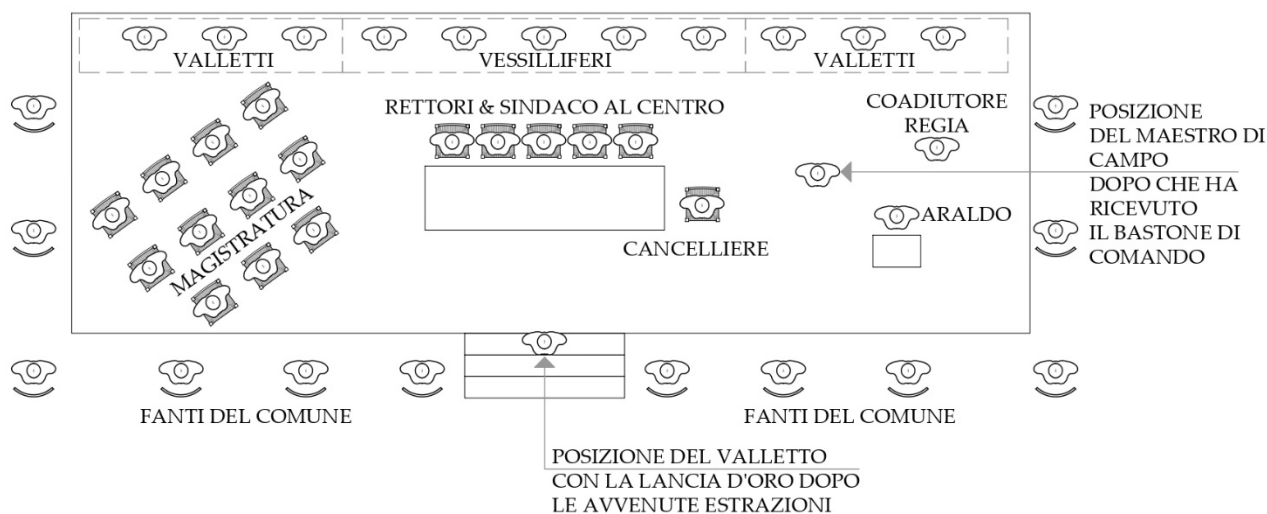 VALLETTI
VESSILLIFERI
VALLETTI
RETTORI & SINDACO AL CENTRO
COADIUTORE
REGIA
POSIZIONE
DEL MAESTRO DI
CAMPO
DOPO CHE HA
RICEVUTO
IL BASTONE DI
COMANDO
MAGISTRATURA
ARALDO
CANCELLIERE
FANTI DEL COMUNE
FANTI DEL COMUNE
POSIZIONE DEL VALLETTO
CON LA LANCIA D'ORO DOPO
LE AVVENUTE ESTRAZIONI